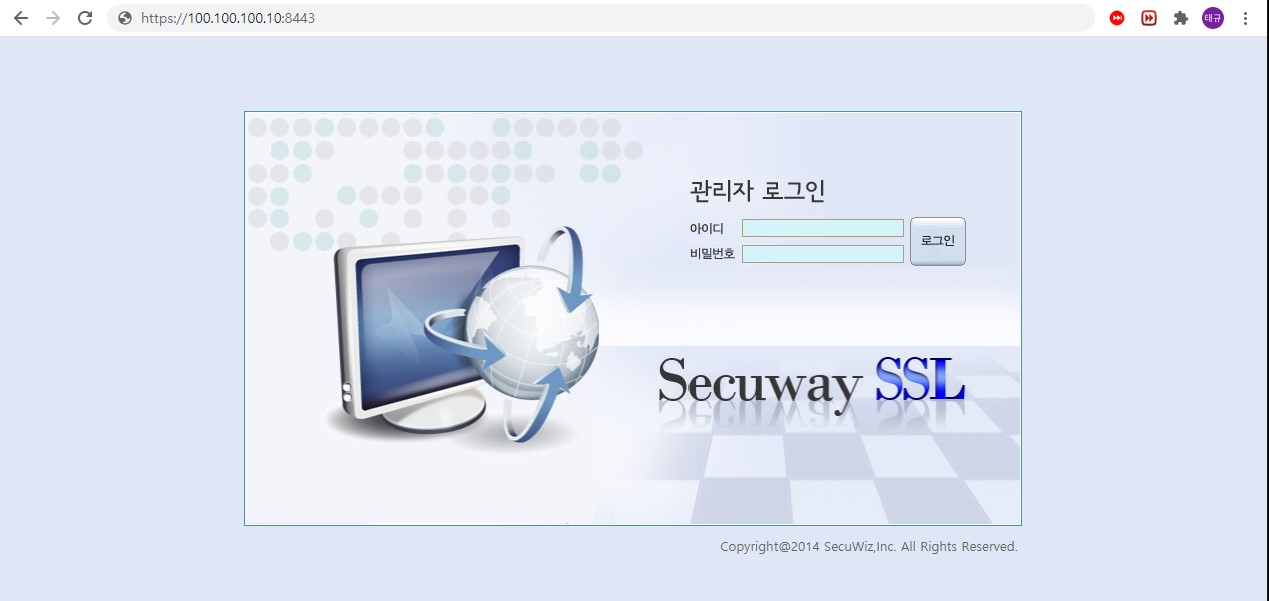 https://100.100.100.10:8443
태규
관리자 로그인
아이디
비밀번호
로그인
Secuway SSL
Copyright@2014 SecuWiz,Inc. All Rights Reserved.